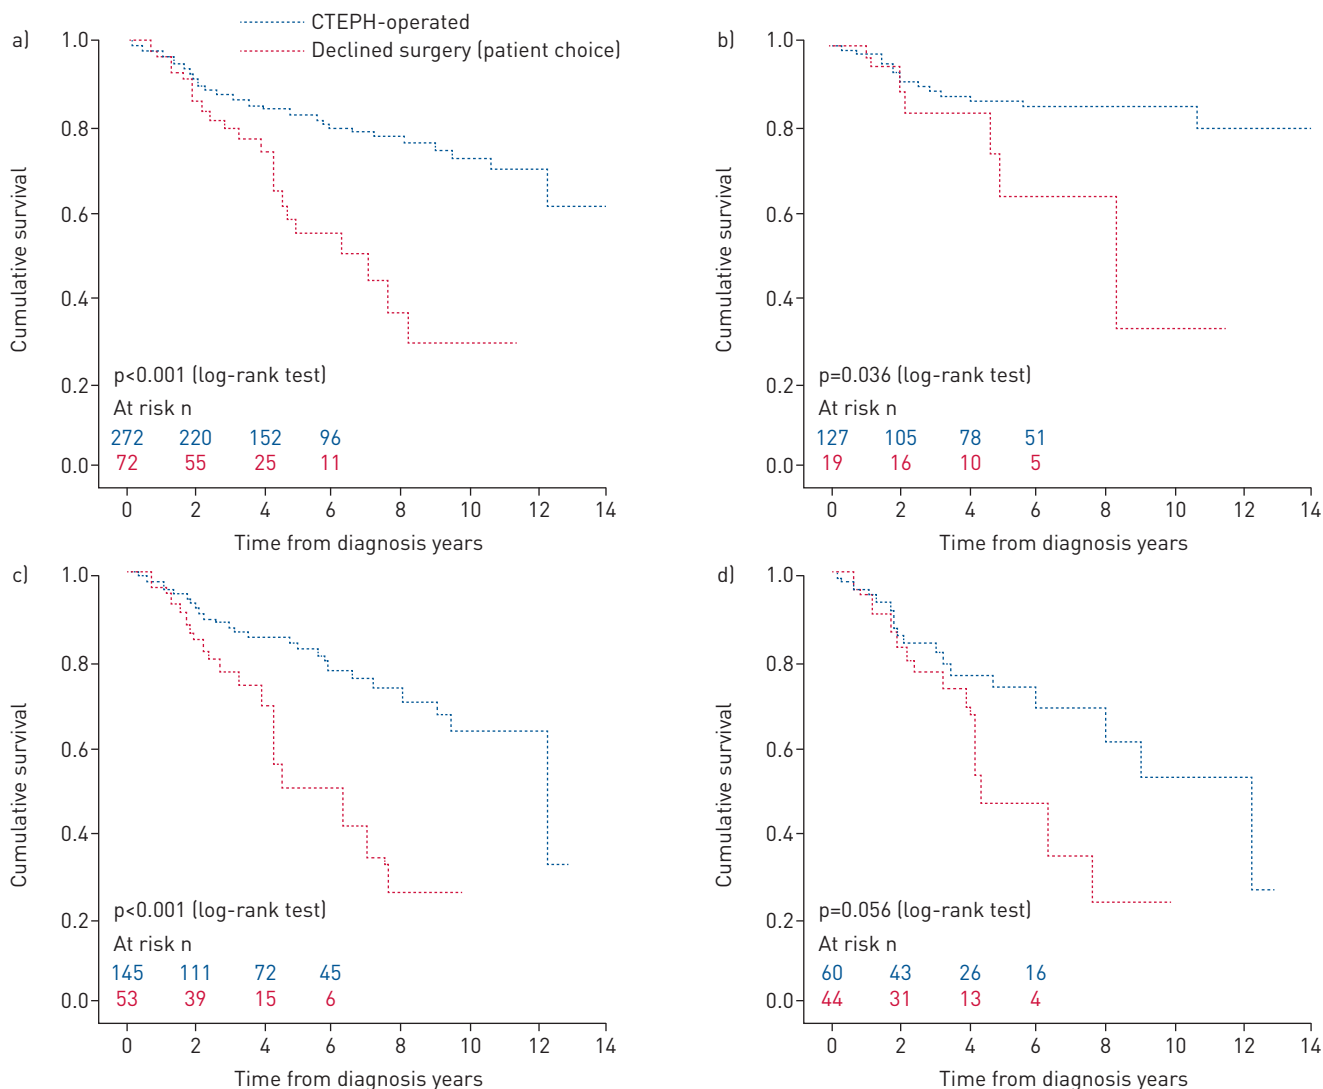 CTEPH-operated
Declined surgery (patient choice)
a)
1.0
0.8
0.6
0.4
0.2
0.0
Cumulative survival
p<0.001 (log-rank test)
At risk n
272 220 152 96
72 55 25 11
0 2 4 6 8 10 12 14
Time from diagnosis years
b)
1.0
0.8
0.6
0.4
0.2
0.0
Cumulative survival
p=0.036 (log-rank test)
At risk n
127 105 78 51
19 16 10 5
0 2 4 6 8 10 12 14
Time from diagnosis years
c)
1.0
0.8
0.6
0.4
0.2
0.0
Cumulative survival
p<0.001 (log-rank test)
At risk n
145 111 72 45
53 39 15 6
0 2 4 6 8 10 12 14
Time from diagnosis years
d)
1.0
0.8
0.6
0.4
0.2
0.0
Cumulative survival
p=0.056 (log-rank test)
At risk n
60 43 26 16
44 31 13 4
0 2 4 6 8 10 12 14
Time from diagnosis years